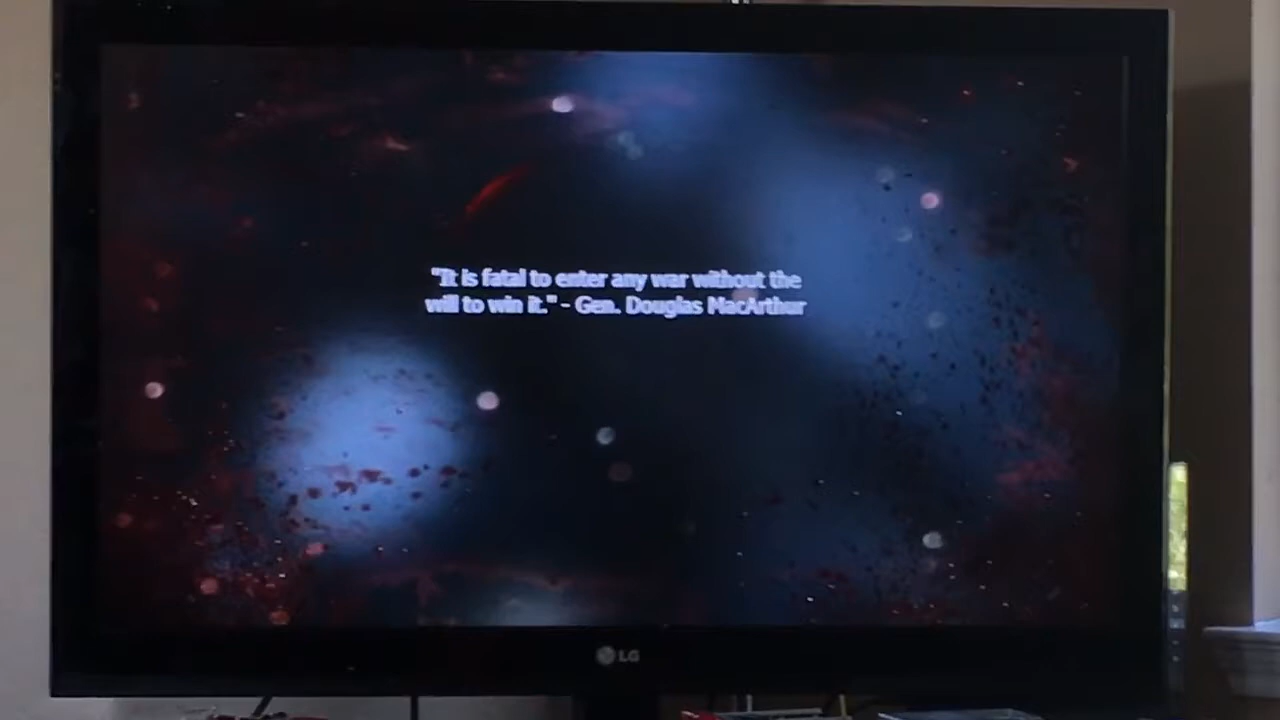 "It is fatal to enter any war without the
will to win it." - Gen. Douglas MacArthur
LG